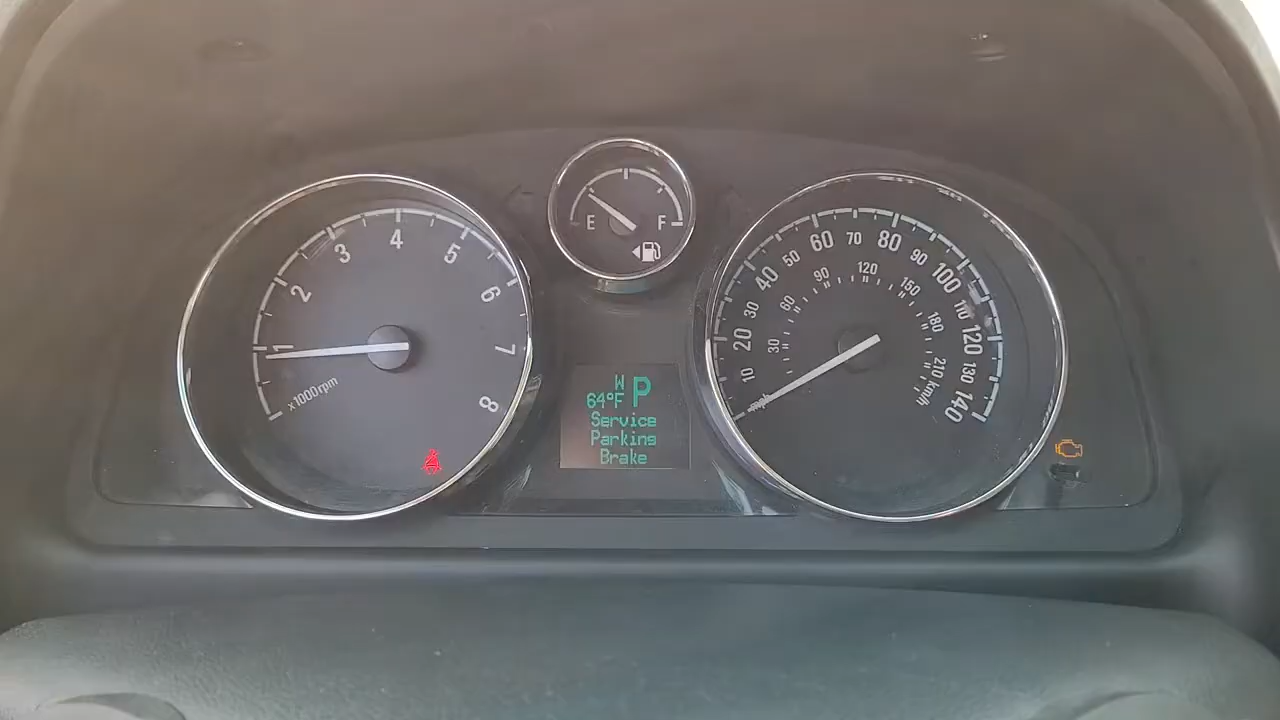 E F
1 2 3 4 5 6 7 8
x1000rpm
W P
64°F
Service
Parking
Brake
10 20 30 40 50 60 70 80 90 100 110 120 130 140
30 60 90 120 150 180 210 km/h